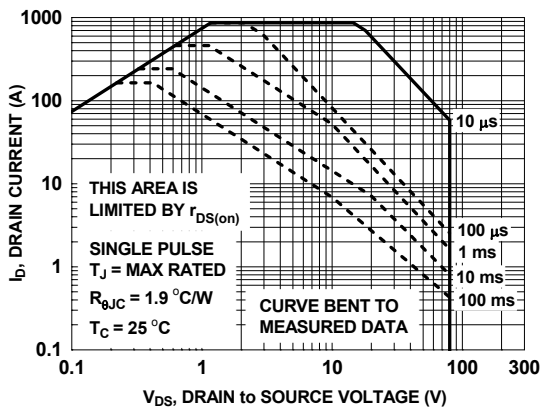 1000
100
10
1
0.1
I_D, DRAIN CURRENT (A)
10 µs
THIS AREA IS
LIMITED BY r_DS(on)
SINGLE PULSE
T_J = MAX RATED
R_θJC = 1.9 °C/W
T_C = 25 °C
CURVE BENT TO
MEASURED DATA
100 µs
1 ms
10 ms
100 ms
0.1 1 10 100 300
V_DS, DRAIN to SOURCE VOLTAGE (V)